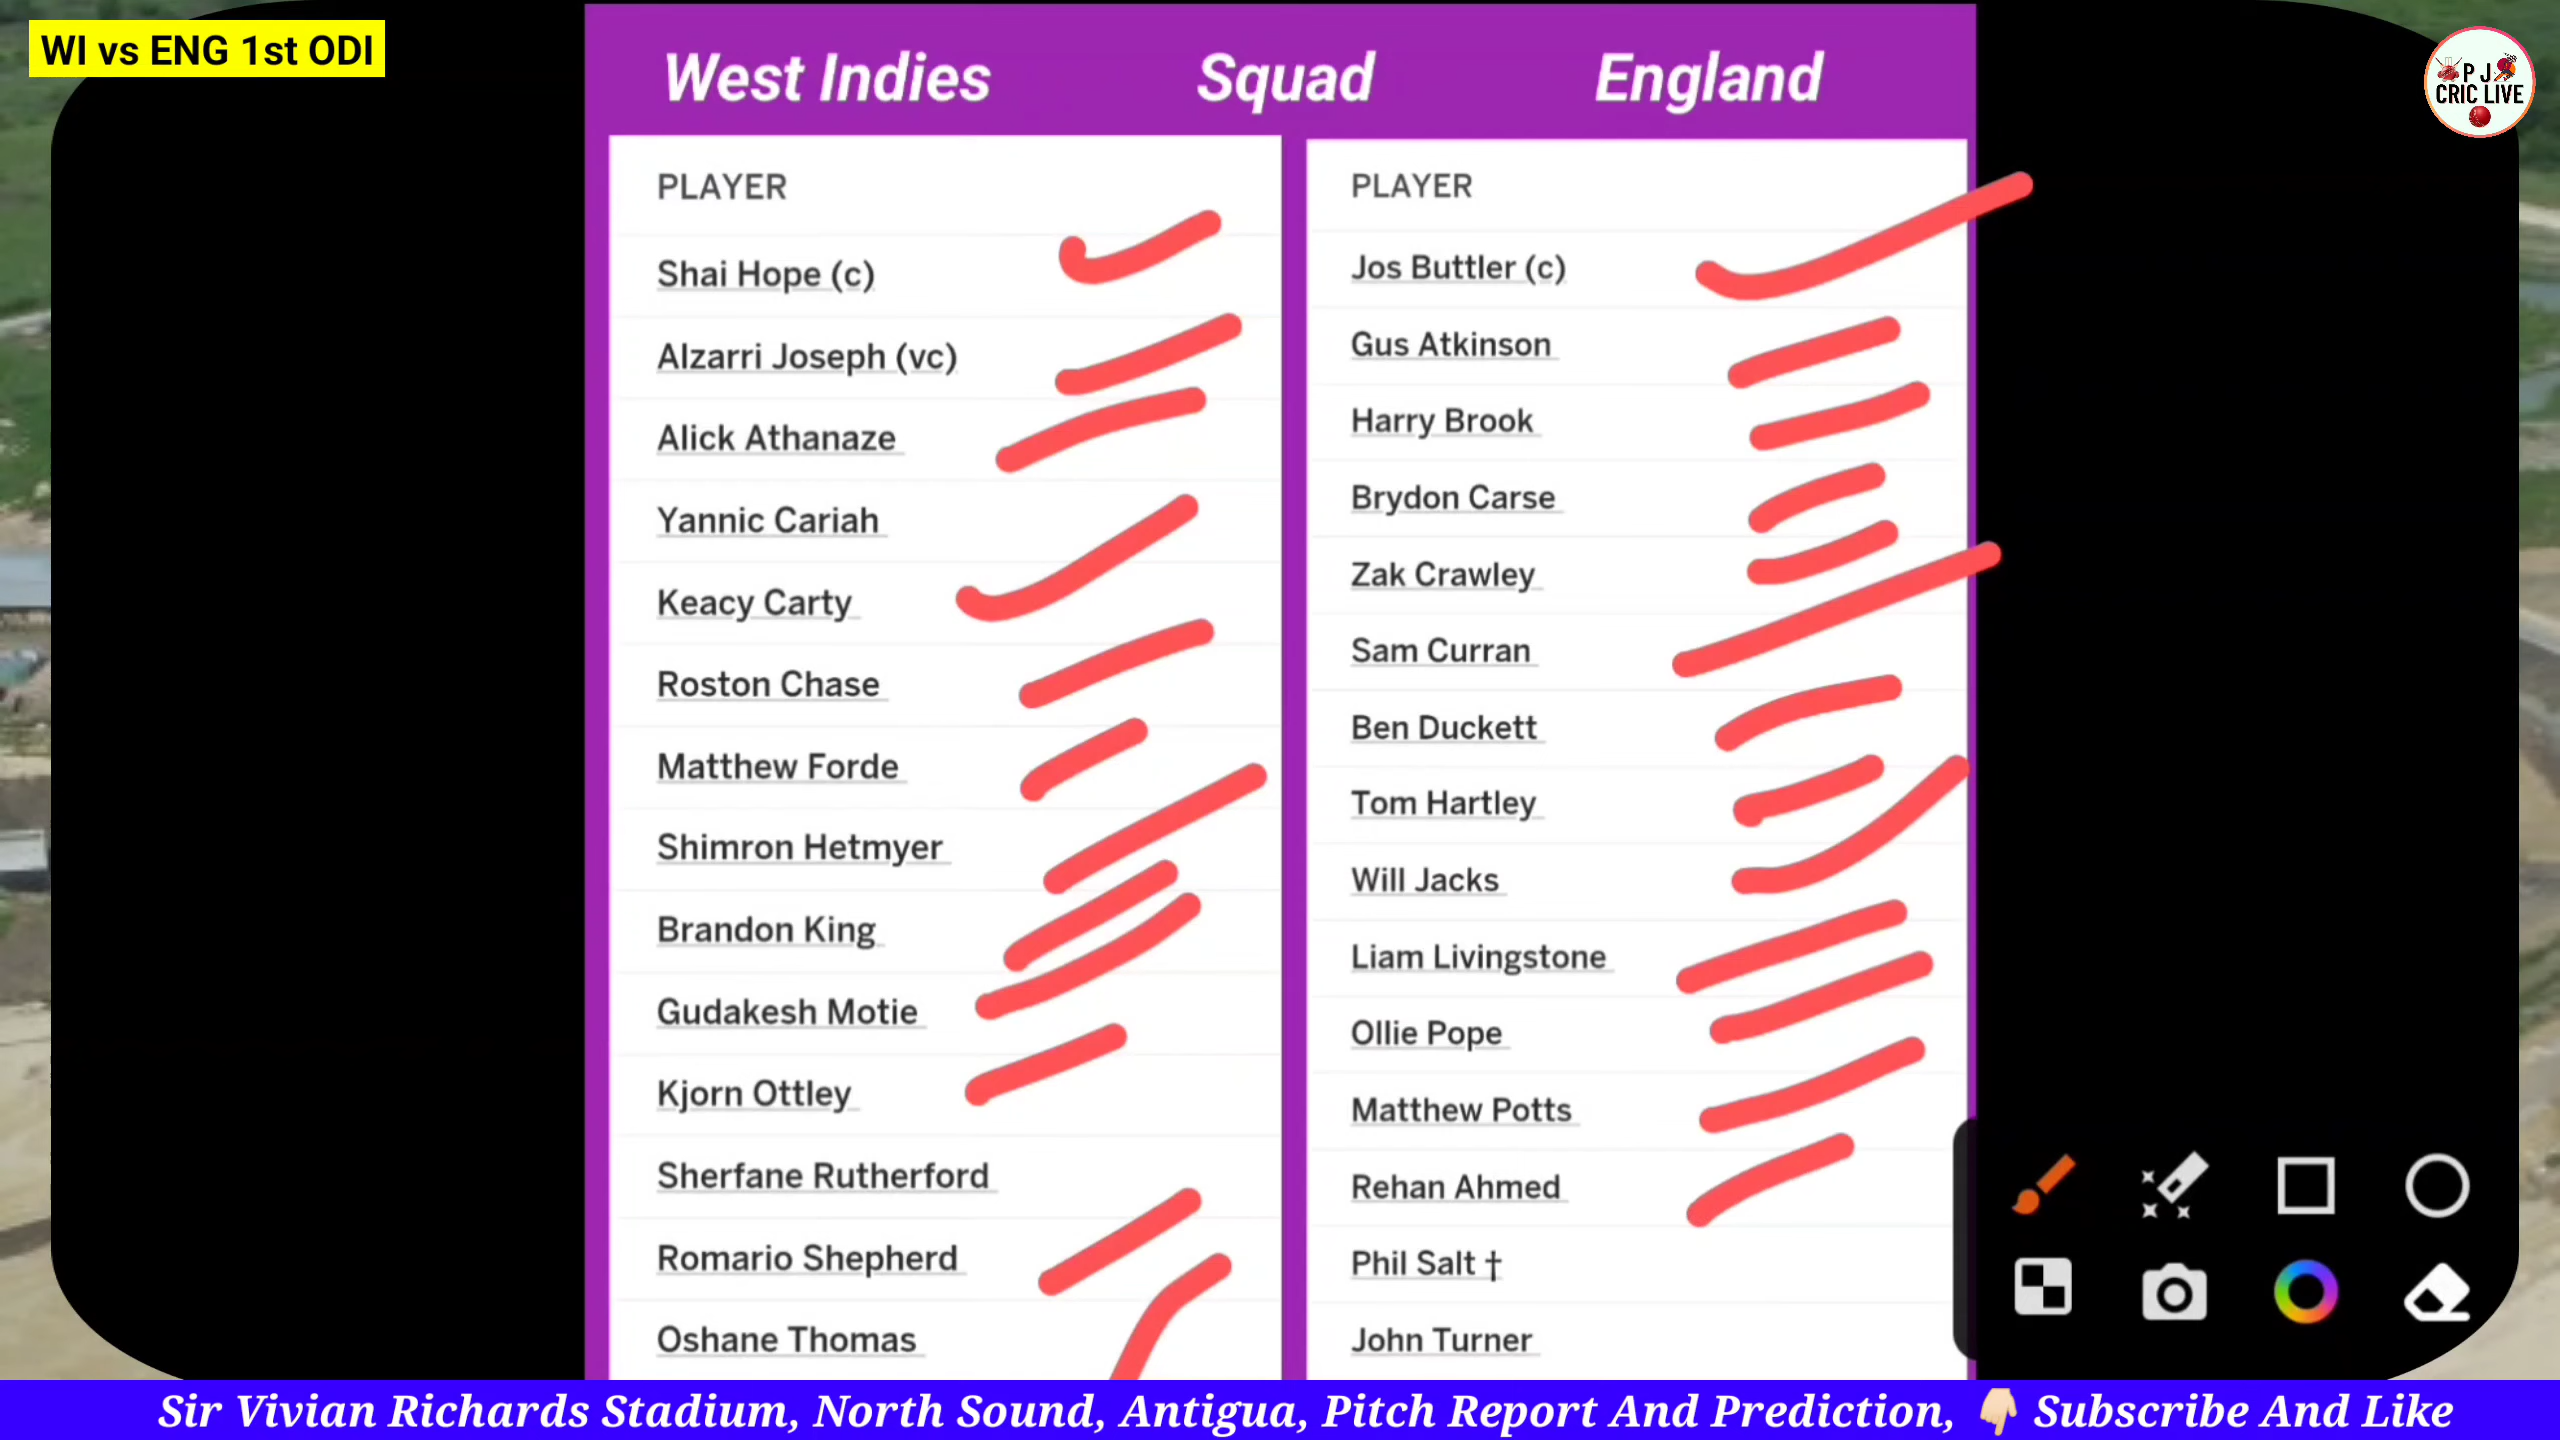 WI vs ENG 1st ODI
P J
CRIC LIVE
West Indies Squad England
PLAYER
Shai Hope (c)
Alzarri Joseph (vc)
Alick Athanaze
Yannic Cariah
Keacy Carty
Roston Chase
Matthew Forde
Shimron Hetmyer
Brandon King
Gudakesh Motie
Kjorn Ottley
Sherfane Rutherford
Romario Shepherd
Oshane Thomas
PLAYER
Jos Buttler (c)
Gus Atkinson
Harry Brook
Brydon Carse
Zak Crawley
Sam Curran
Ben Duckett
Tom Hartley
Will Jacks
Liam Livingstone
Ollie Pope
Matthew Potts
Rehan Ahmed
Phil Salt †
John Turner
Sir Vivian Richards Stadium, North Sound, Antigua, Pitch Report And Prediction, 👇🏻 Subscribe And Like